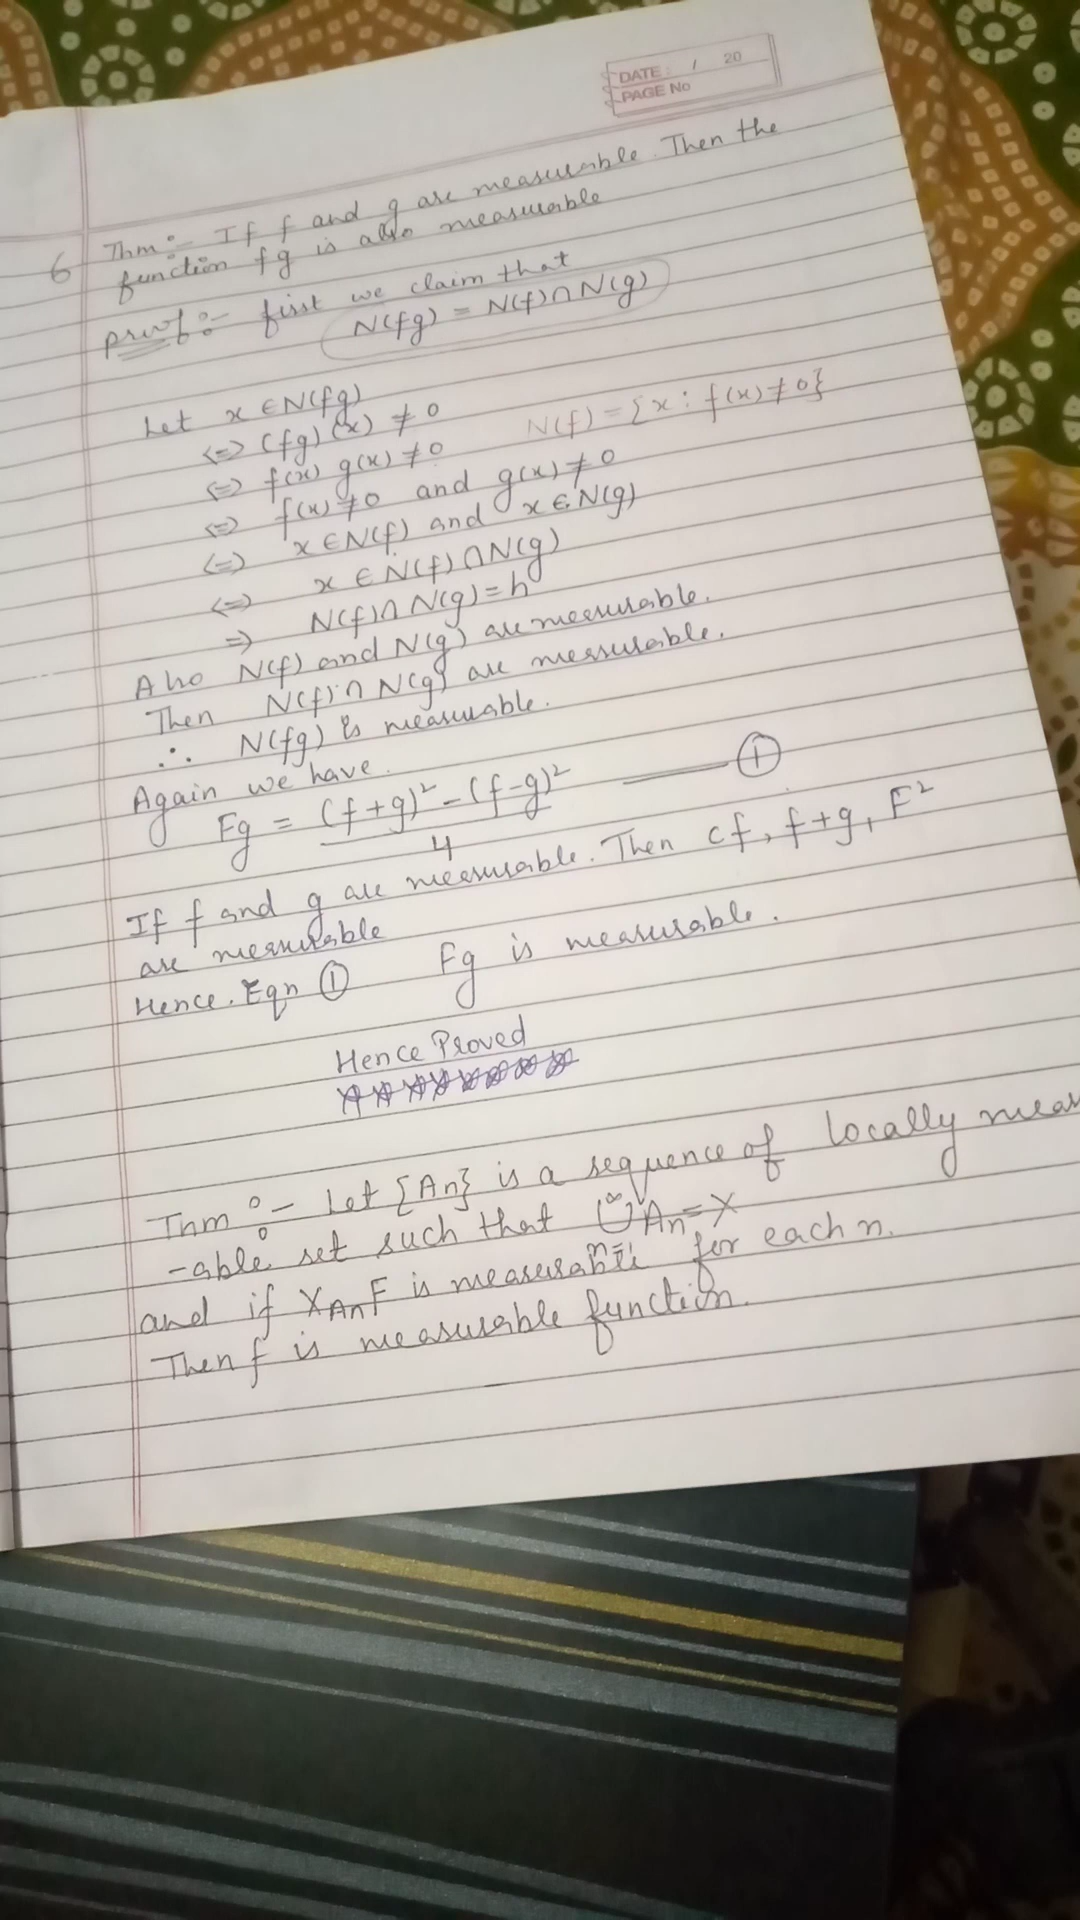 DATE: / 20
PAGE No
6 Thm :- If f and g are measurable. Then the
function fg is also measurable
proof :- first we claim that
N(fg) = N(f)∩N(g)
Let x ∈N(fg)
<=> (fg)(x) ≠ 0 N(f) = {x : f(x) ≠ 0}
<=> f(x) g(x) ≠ 0
<=> f(x) ≠ 0 and g(x) ≠ 0
<=> x ∈N(f) and x ∈ N(g)
<=> x ∈ N(f) ∩ N(g)
=> N(f) ∩ N(g) = h
Also N(f) and N(g) are measurable.
Then N(f) ∩ N(g) are measurable.
∴ N(fg) is measurable.
Again we have.
Fg = (f+g)² - (f-g)² / 4 —— ①
If f and g are measurable. Then cf, f+g, F²
are measurable
Hence. Eqn ① Fg is measurable.
Hence Proved
Thm :- Let {An} is a sequence of locally meas
-able set such that ∞∪n=1 An = X
and if XAn F is measurable for each n.
Then f is measurable function.